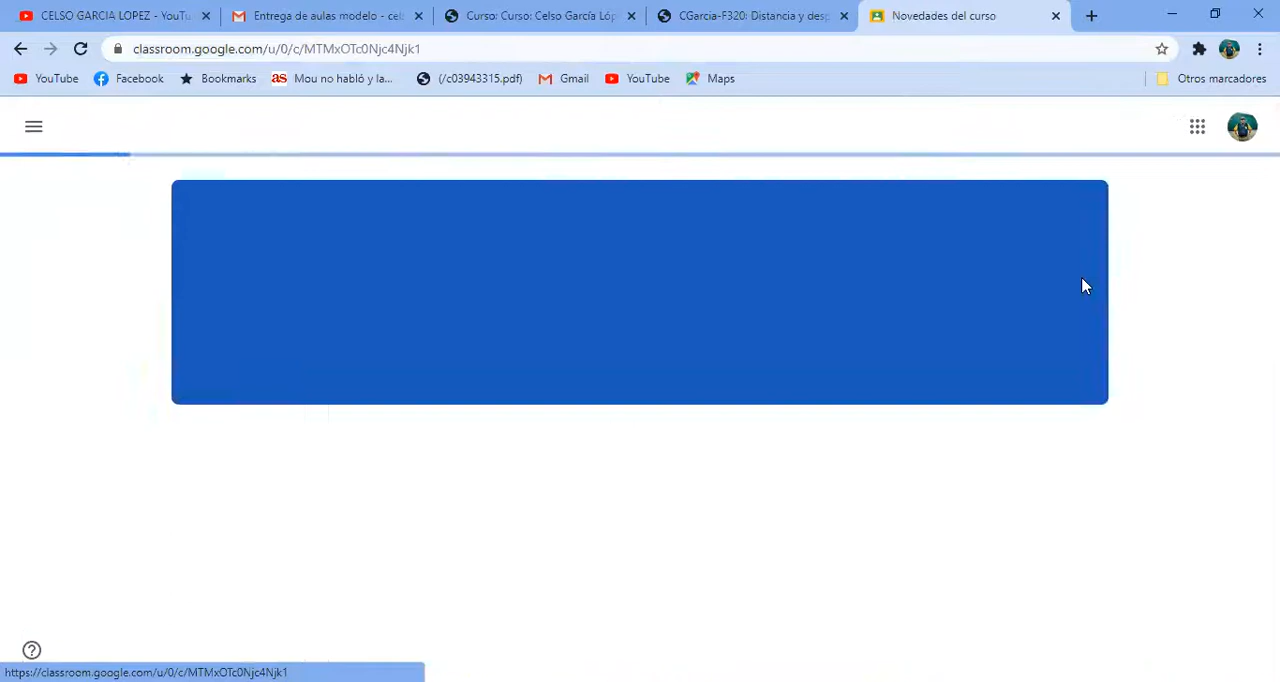 CELSO GARCIA LOPEZ - YouTu
Entrega de aulas modelo - cel
Curso: Curso: Celso García Lóp
CGarcia-F320: Distancia y desp
Novedades del curso
classroom.google.com/u/0/c/MTMxOTc0Njc4Njk1
YouTube
Facebook
Bookmarks
as
Mou no habló y la...
(/c03943315.pdf)
Gmail
YouTube
Maps
Otros marcadores
https://classroom.google.com/u/0/c/MTMxOTc0Njc4Njk1